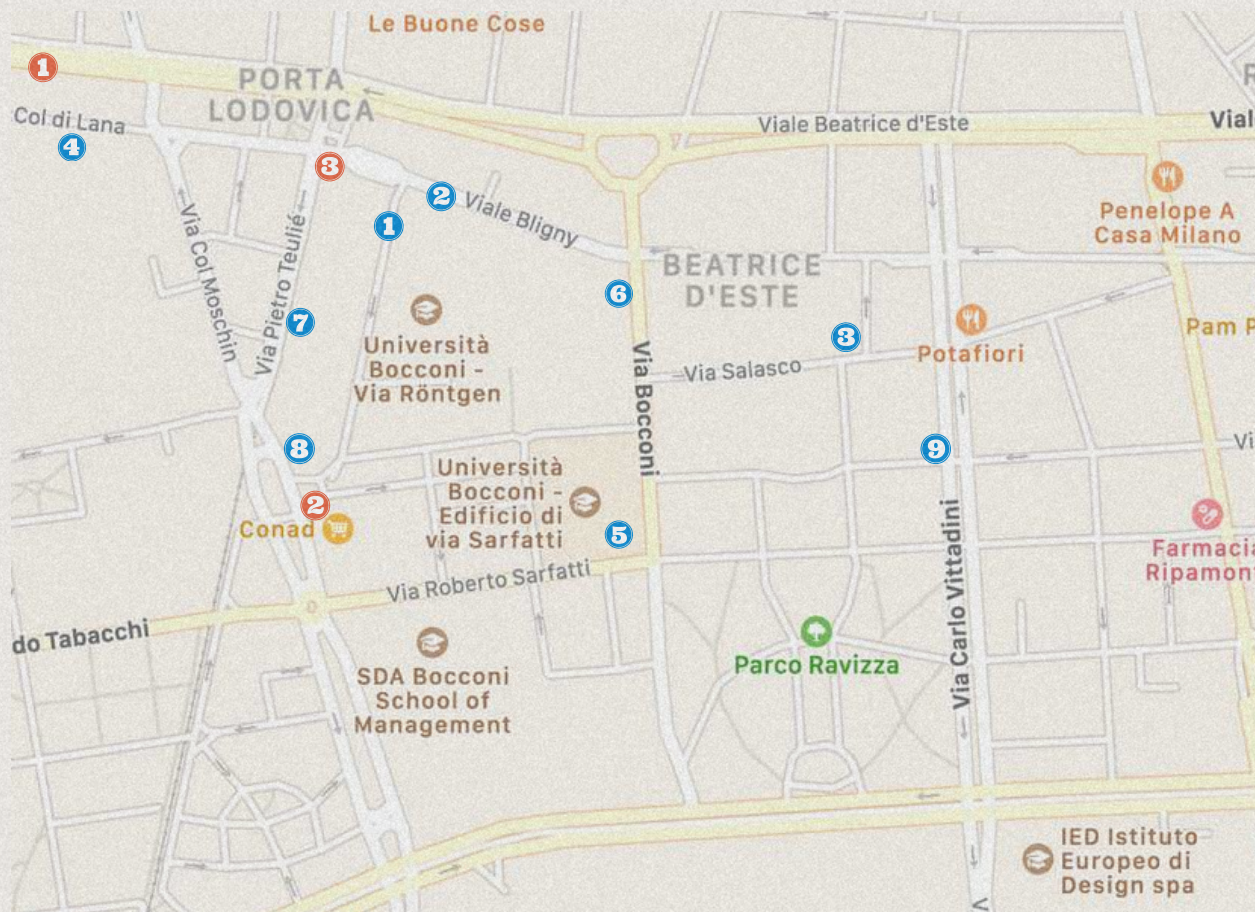 Le Buone Cose
1
PORTA
LODOVICA
Col di Lana
4
Viale Beatrice d'Este
Vial
R
3
2
Viale Bligny
1
Penelope A
Casa Milano
Via Col Moschin
Via Pietro Teulié
BEATRICE
D'ESTE
6
7
Università
Bocconi -
Via Röntgen
Via Bocconi
3
Via Salasco
Potafiori
Pam P
8
9
Vi
Università
Bocconi -
Edificio di
via Sarfatti
2
Conad
5
Via Roberto Sarfatti
Via Carlo Vittadini
Farmacia
Ripamont
do Tabacchi
SDA Bocconi
School of
Management
Parco Ravizza
IED Istituto
Europeo di
Design spa
V